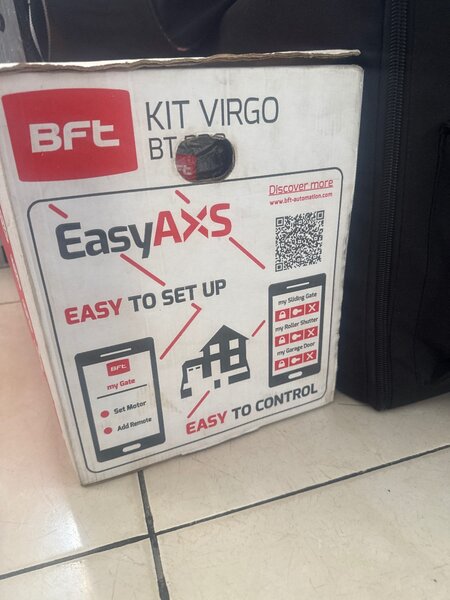 BFt
KIT VIRGO
BT
Discover more
www.bft-automation.com
EasyAXS
EASY TO SET UP
my Sliding Gate
my Roller Shutter
my Garage Door
BFt
my Gate
Set Motor
Add Remote
EASY TO CONTROL